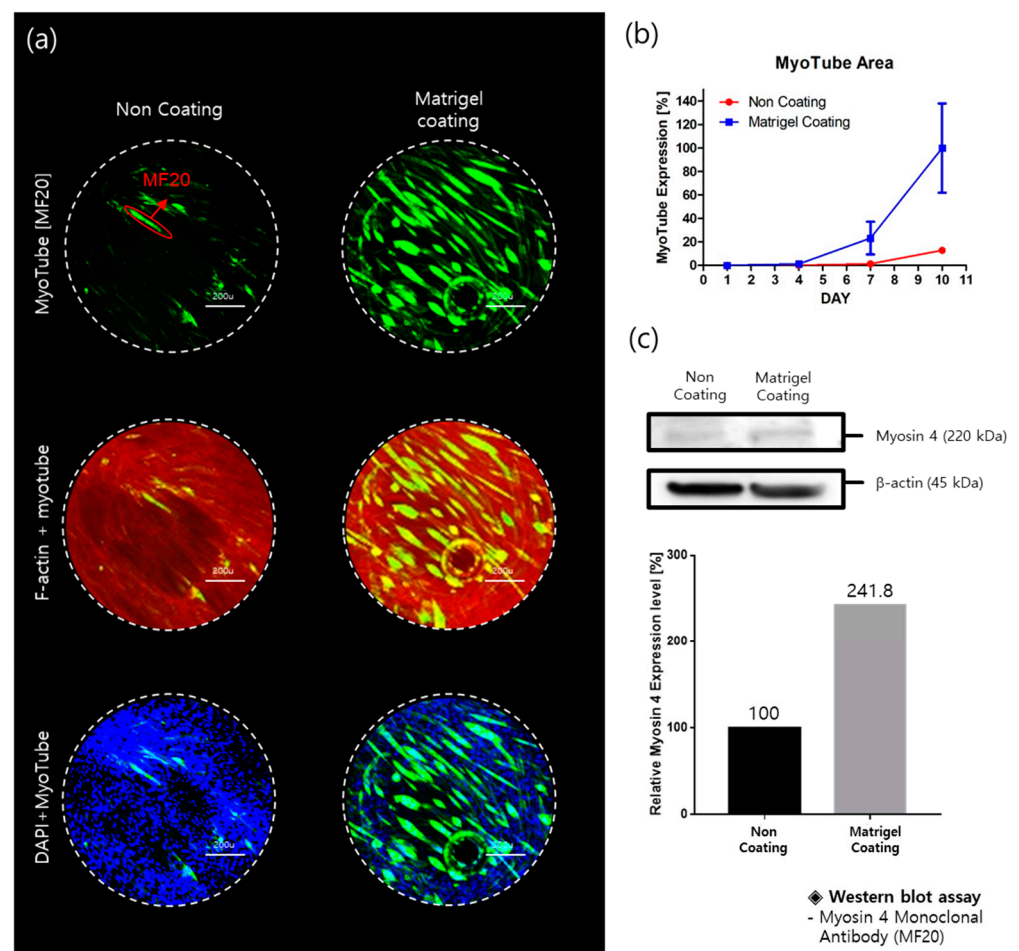 (a)
Non Coating
Matrigel
coating
MyoTube [MF20]
MF20
200u
200u
F-actin + myotube
200u
200u
DAPI+MyoTube
200u
200u
(b)
MyoTube Area
Non Coating
Matrigel Coating
MyoTube Expression [%]
140
120
100
80
60
40
20
0
0 1 2 3 4 5 6 7 8 9 10 11
DAY
(c)
Non
Coating
Matrigel
Coating
Myosin 4 (220 kDa)
β-actin (45 kDa)
Relative Myosin 4 Expression level [%]
300
200
100
0
100
241.8
Non
Coating
Matrigel
Coating
◈ Western blot assay
- Myosin 4 Monoclonal
Antibody (MF20)